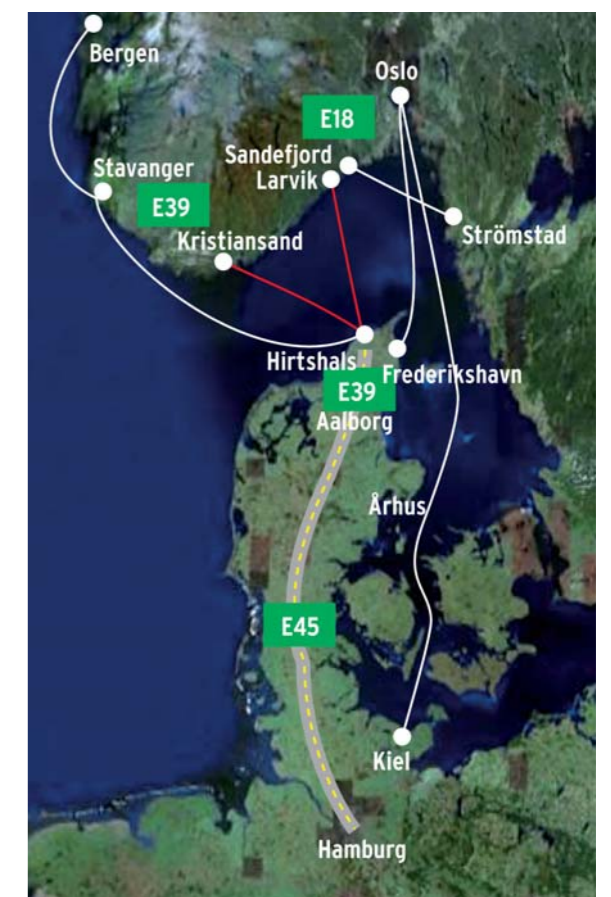 Bergen
Oslo
E18
Sandefjord
Larvik
Stavanger
E39
Kristiansand
Strömstad
Hirtshals
Frederikshavn
E39
Aalborg
Århus
E45
Kiel
Hamburg